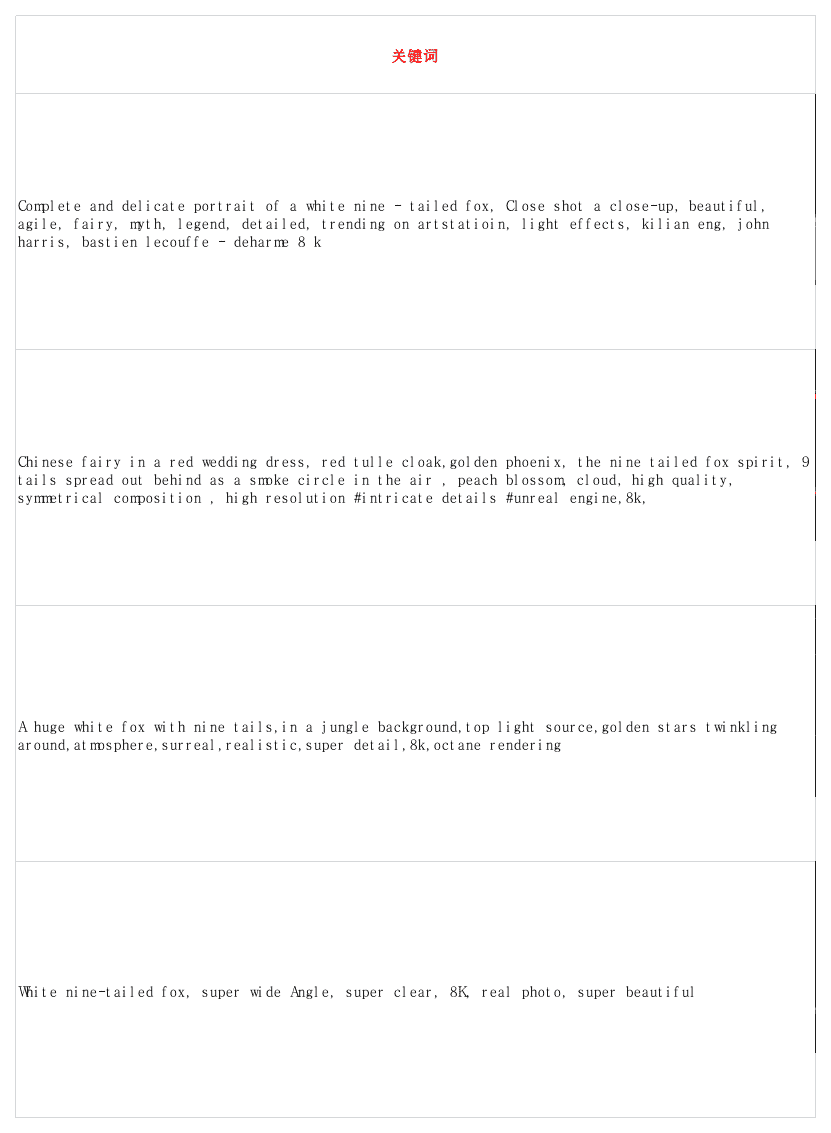 关键词
Complete and delicate portrait of a white nine - tailed fox, Close shot a close-up, beautiful,
agile, fairy, myth, legend, detailed, trending on artstatioin, light effects, kilian eng, john
harris, bastien lecouffe - deharme 8 k
Chinese fairy in a red wedding dress, red tulle cloak,golden phoenix, the nine tailed fox spirit, 9
tails spread out behind as a smoke circle in the air , peach blossom, cloud, high quality,
symmetrical composition , high resolution #intricate details #unreal engine,8k,
A huge white fox with nine tails,in a jungle background,top light source,golden stars twinkling
around,atmosphere,surreal,realistic,super detail,8k,octane rendering
White nine-tailed fox, super wide Angle, super clear, 8K, real photo, super beautiful